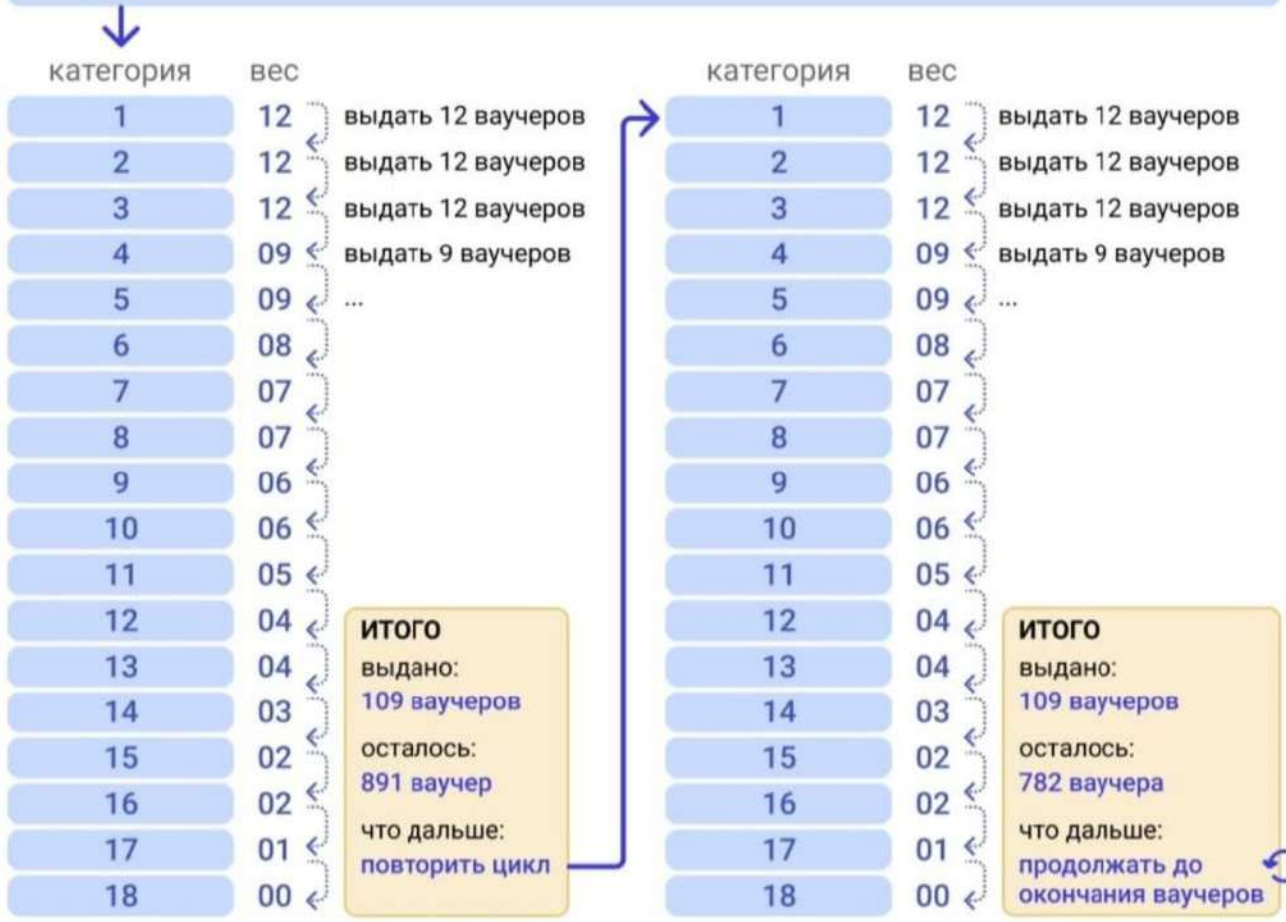 категория вес
1 12 выдать 12 ваучеров
2 12 выдать 12 ваучеров
3 12 выдать 12 ваучеров
4 09 выдать 9 ваучеров
5 09 ...
6 08
7 07
8 07
9 06
10 06
11 05
12 04
13 04
14 03
15 02
16 02
17 01
18 00
ИТОГО
выдано:
109 ваучеров
осталось:
891 ваучер
что дальше:
повторить цикл
категория вес
1 12 выдать 12 ваучеров
2 12 выдать 12 ваучеров
3 12 выдать 12 ваучеров
4 09 выдать 9 ваучеров
5 09 ...
6 08
7 07
8 07
9 06
10 06
11 05
12 04
13 04
14 03
15 02
16 02
17 01
18 00
ИТОГО
выдано:
109 ваучеров
осталось:
782 ваучера
что дальше:
продолжать до
окончания ваучеров